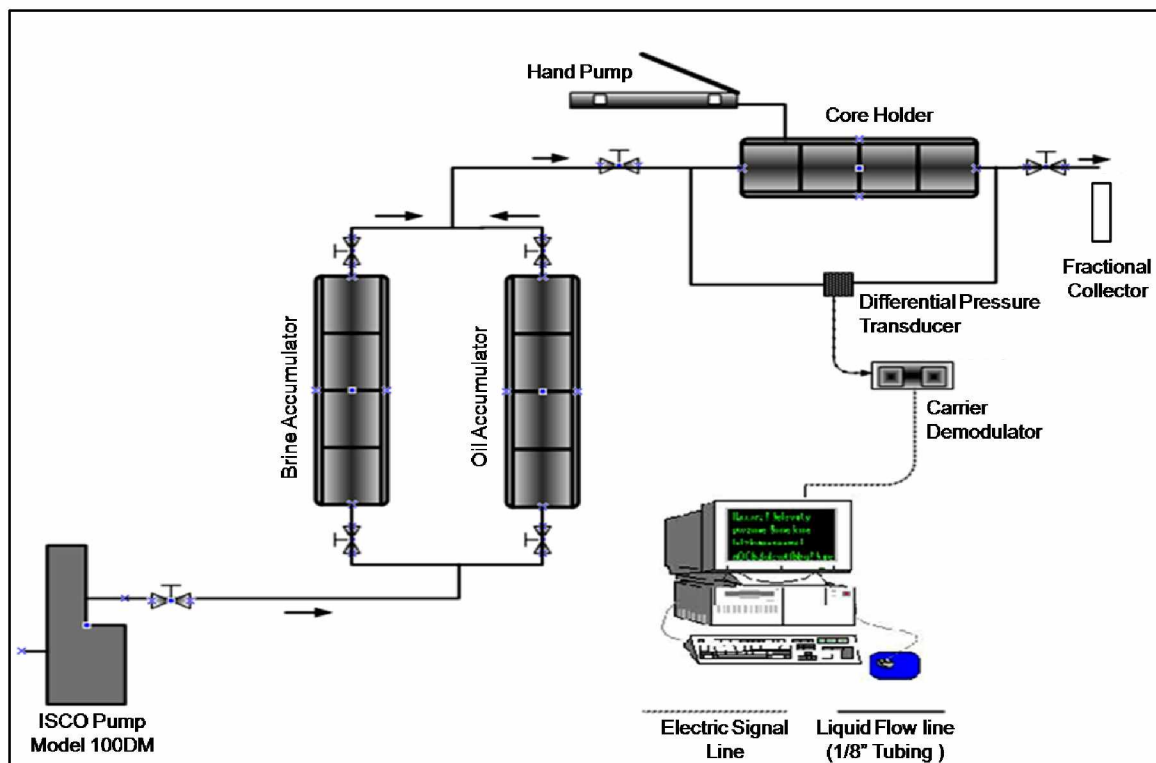 Hand Pump
Core Holder
Fractional
Collector
Differential Pressure
Transducer
Brine Accumulator
Oil Accumulator
Carrier
Demodulator
ISCO Pump
Model 100DM
Electric Signal
Line
Liquid Flow line
(1/8" Tubing )